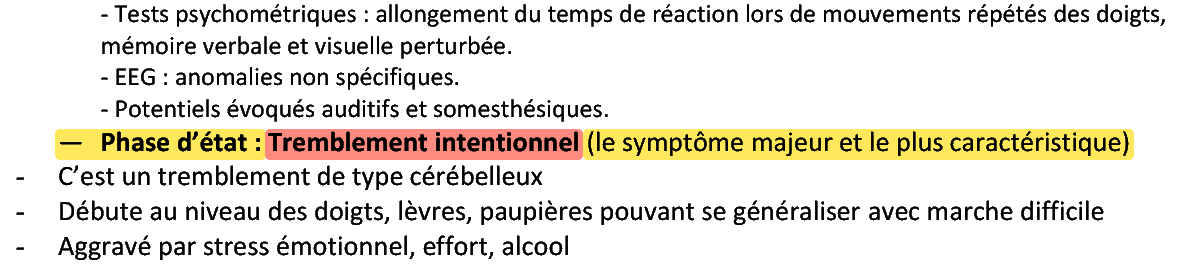 - Tests psychométriques : allongement du temps de réaction lors de mouvements répétés des doigts,
mémoire verbale et visuelle perturbée.
- EEG : anomalies non spécifiques.
- Potentiels évoqués auditifs et somesthésiques.
— Phase d’état : Tremblement intentionnel (le symptôme majeur et le plus caractéristique)
- C’est un tremblement de type cérébelleux
- Débute au niveau des doigts, lèvres, paupières pouvant se généraliser avec marche difficile
- Aggravé par stress émotionnel, effort, alcool